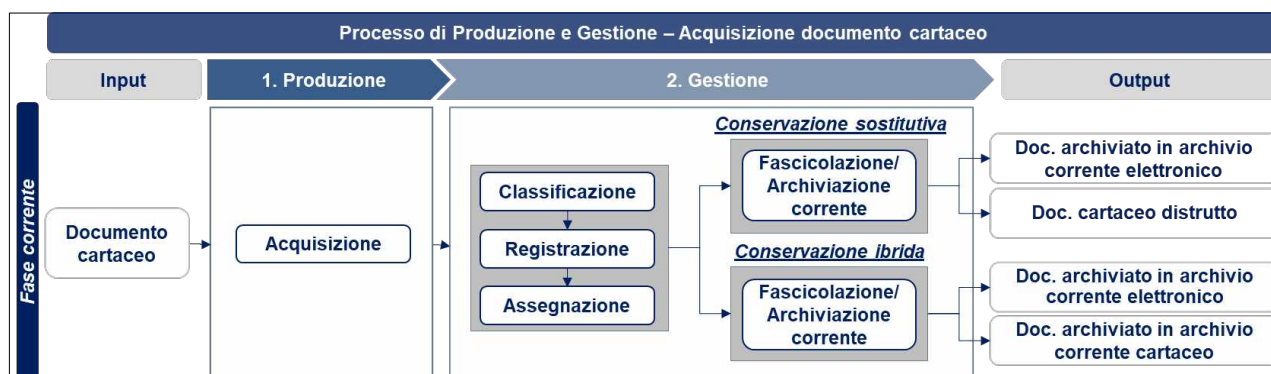 Processo di Produzione e Gestione – Acquisizione documento cartaceo
Input
1. Produzione
2. Gestione
Output
Fase corrente
Documento
cartaceo
Acquisizione
Classificazione
Registrazione
Assegnazione
Conservazione sostitutiva
Fascicolazione/
Archiviazione
corrente
Conservazione ibrida
Fascicolazione/
Archiviazione
corrente
Doc. archiviato in archivio
corrente elettronico
Doc. cartaceo distrutto
Doc. archiviato in archivio
corrente elettronico
Doc. archiviato in archivio
corrente cartaceo